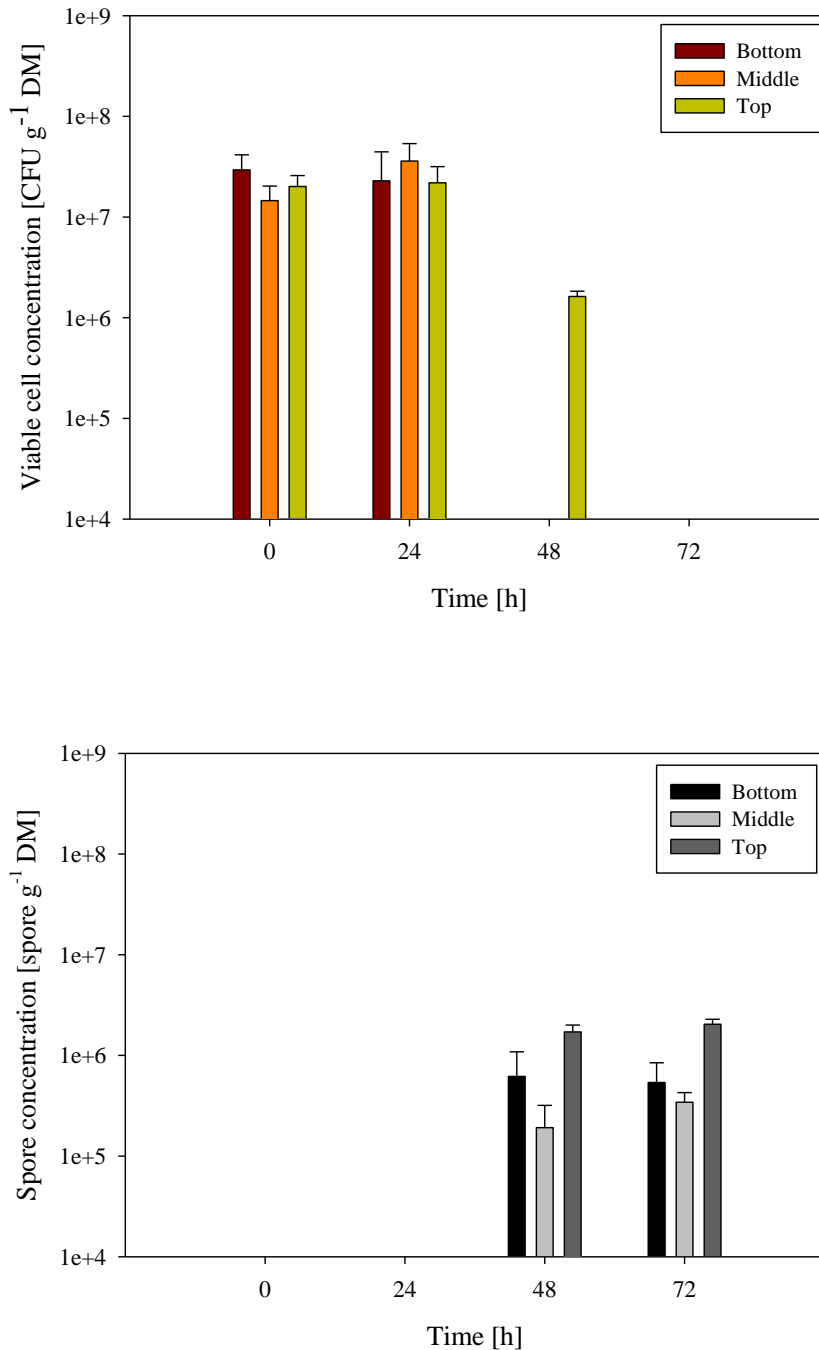 Viable cell concentration [CFU g-1 DM]
1e+9
1e+8
1e+7
1e+6
1e+5
1e+4
Bottom
Middle
Top
0 24 48 72
Time [h]
Spore concentration [spore g-1 DM]
1e+9
1e+8
1e+7
1e+6
1e+5
1e+4
Bottom
Middle
Top
0 24 48 72
Time [h]